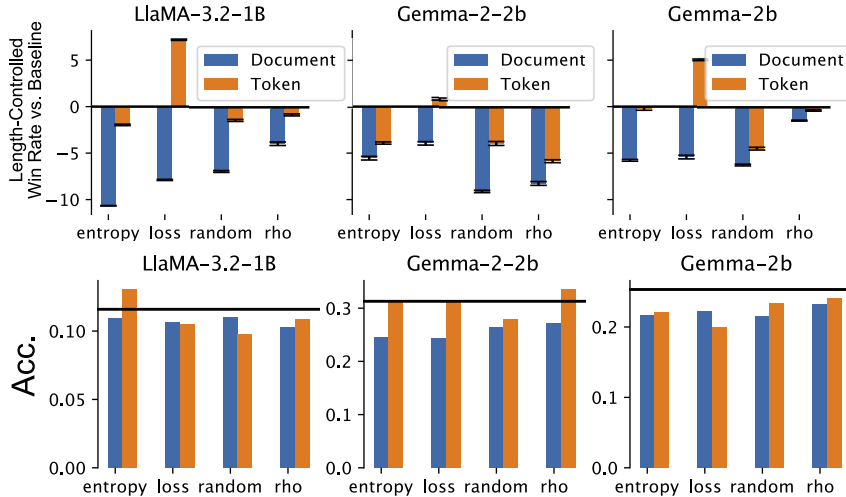 LlaMA-3.2-1B
Gemma-2-2b
Gemma-2b
Length-Controlled
Win Rate vs. Baseline
5
0
−5
−10
Document
Token
Document
Token
Document
Token
entropy loss random rho
entropy loss random rho
entropy loss random rho
LlaMA-3.2-1B
Gemma-2-2b
Gemma-2b
Acc.
0.10
0.05
0.00
0.3
0.2
0.1
0.0
0.2
0.1
0.0
entropy loss random rho
entropy loss random rho
entropy loss random rho